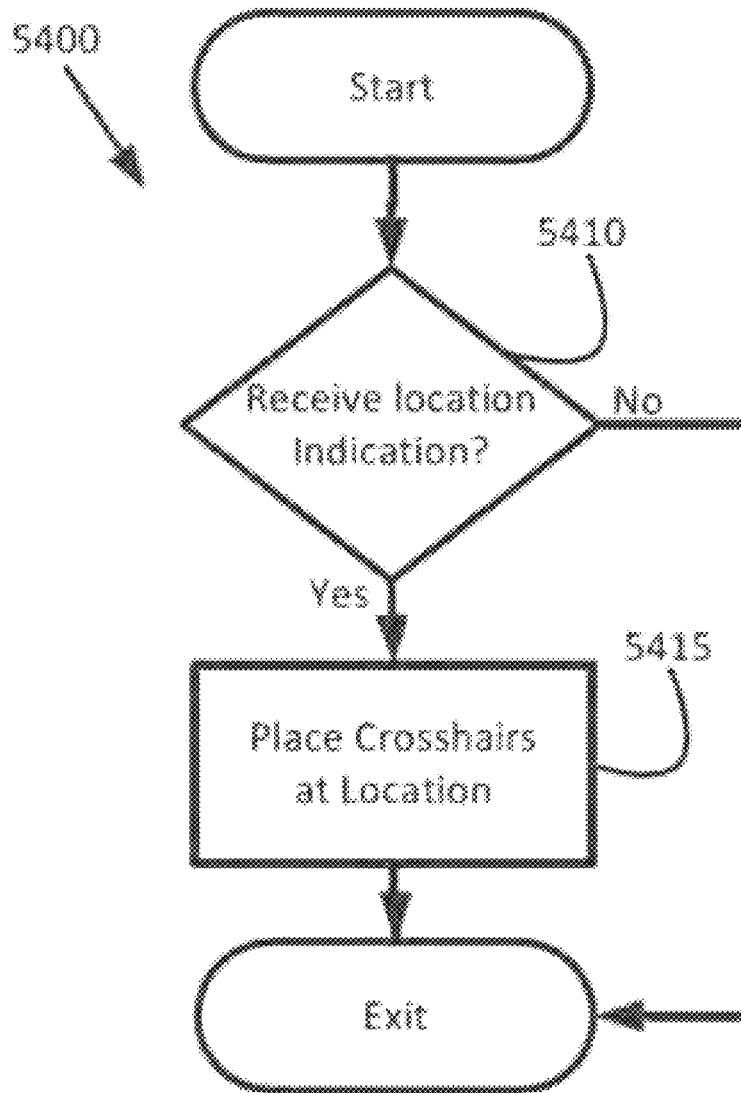 5400
Start
5410
Receive location
Indication?
No
Yes
5415
Place Crosshairs
at Location
Exit